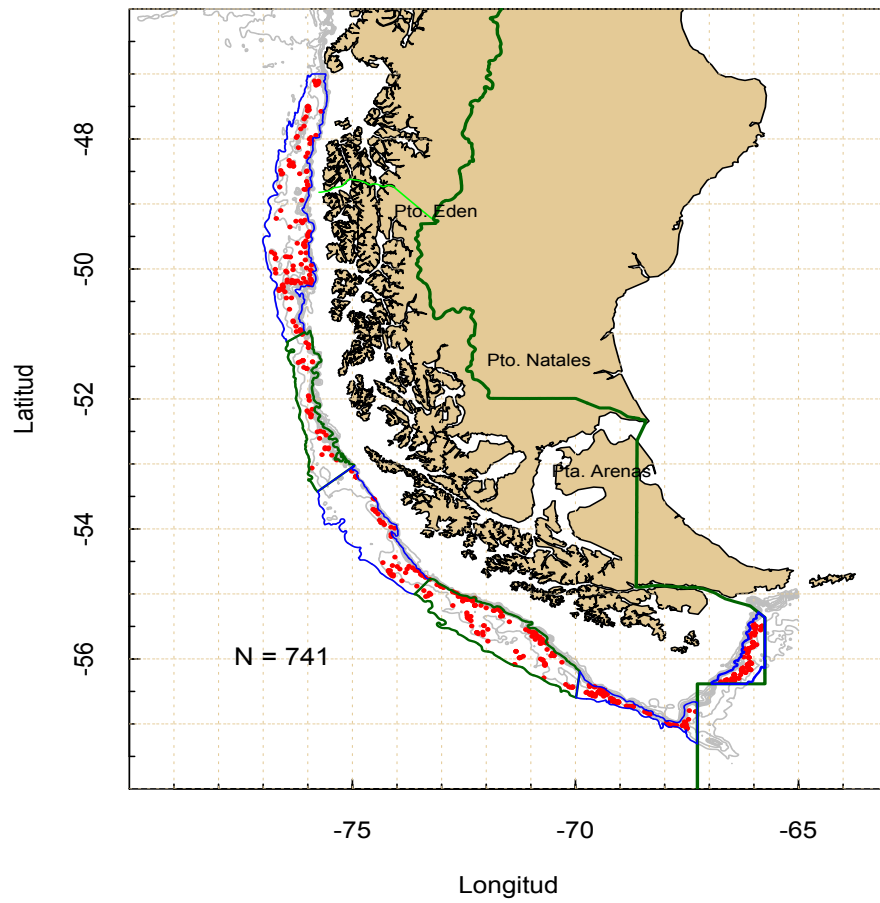 -48
Pto. Eden
-50
Pto. Natales
-52
Latitud
Pta. Arenas
-54
N = 741
-56
-75
-70
-65
Longitud